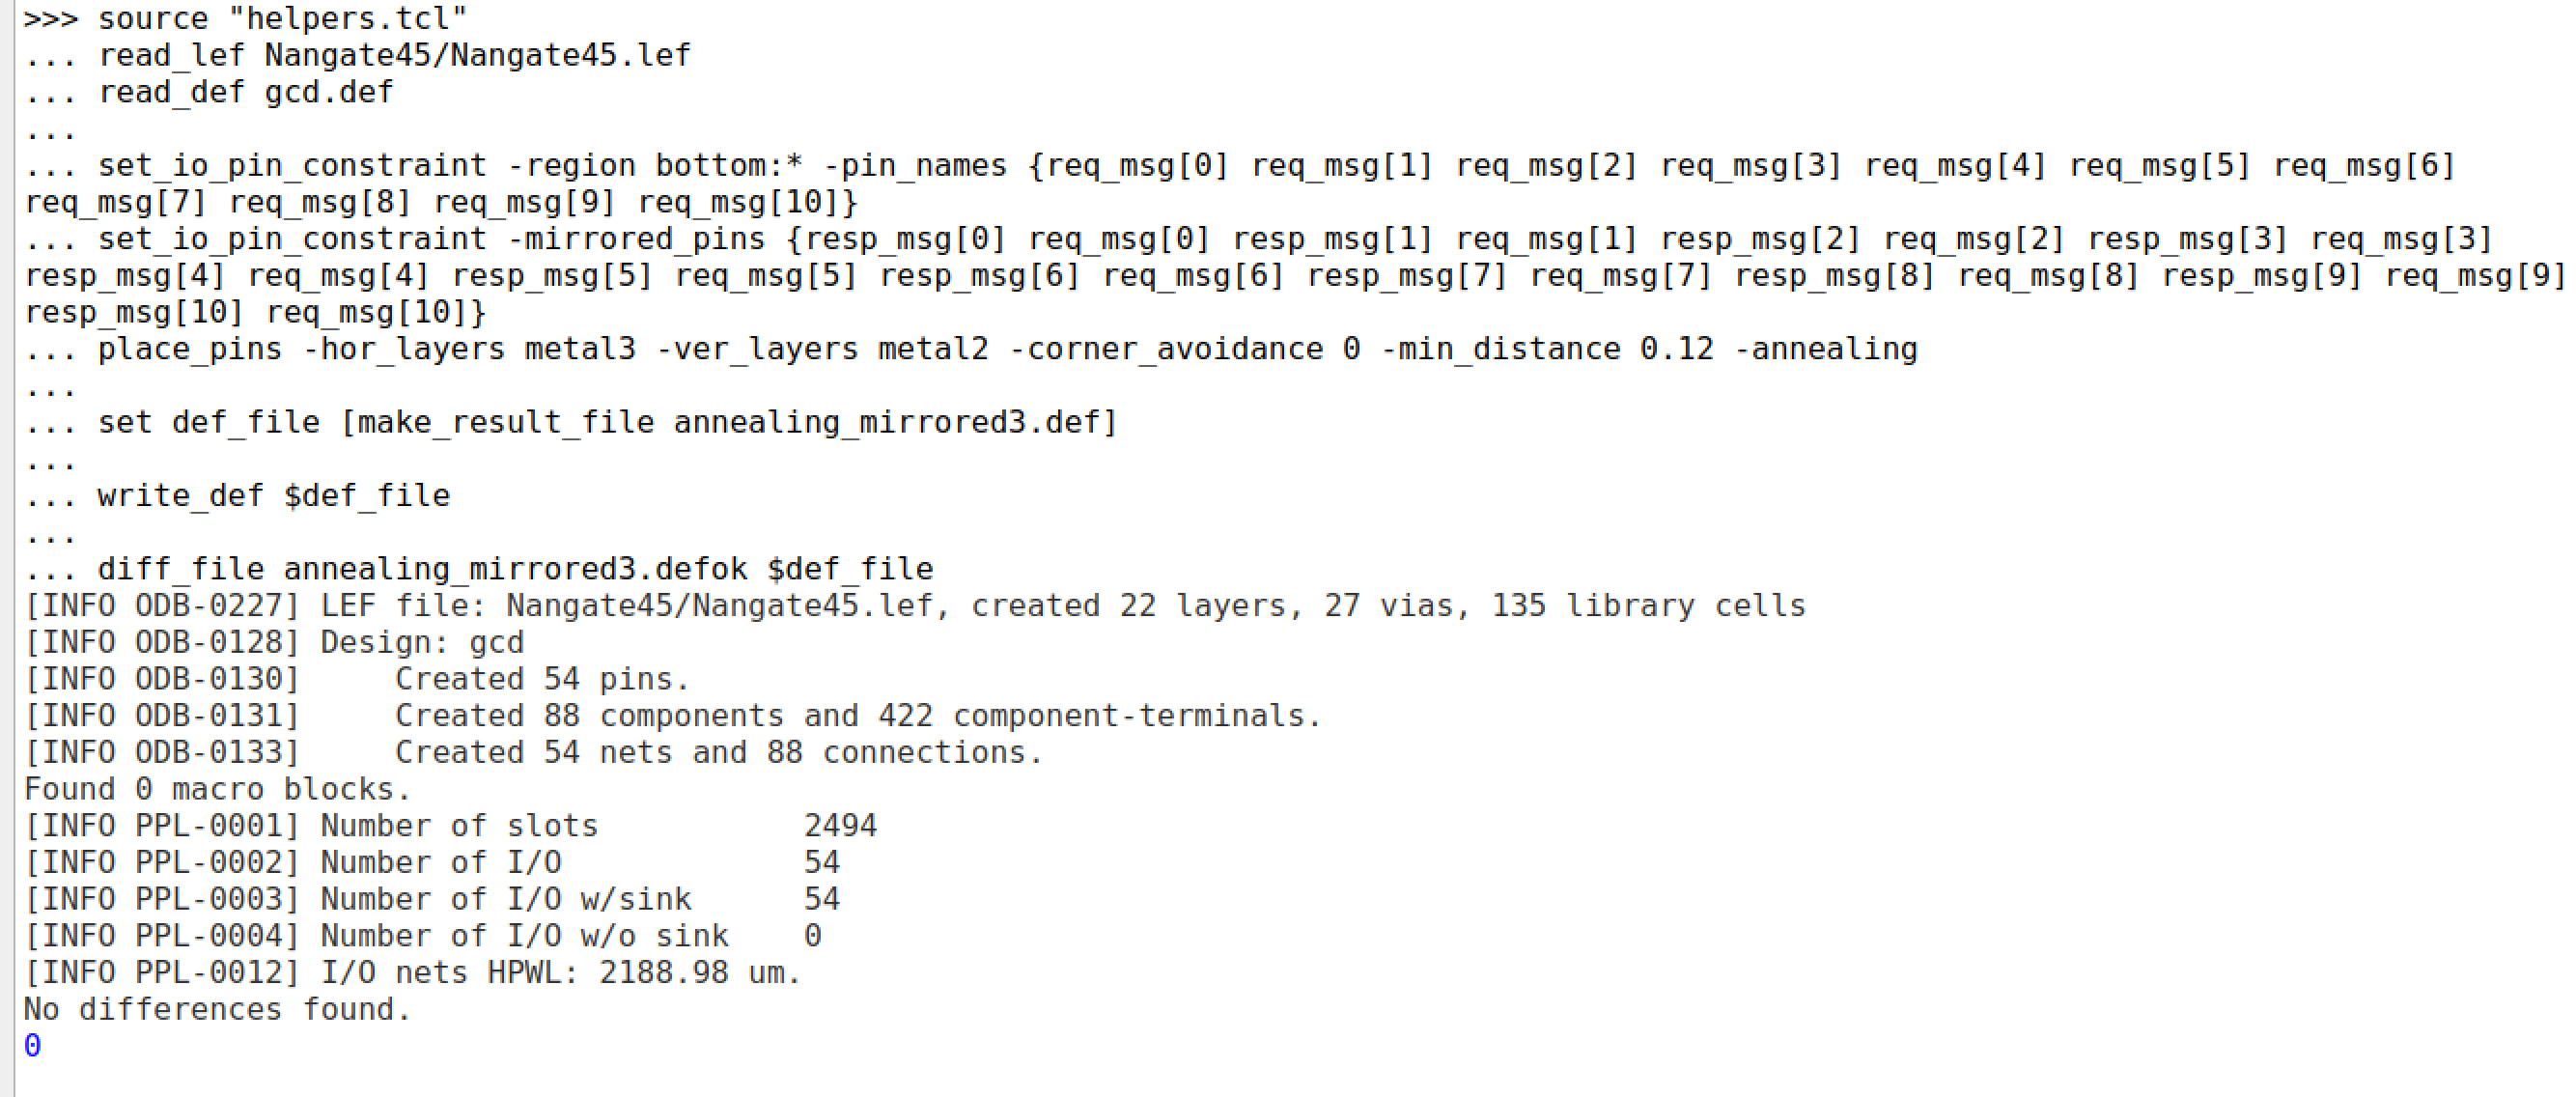 >>> source "helpers.tcl"
... read_lef Nangate45/Nangate45.lef
... read_def gcd.def
...
... set_io_pin_constraint -region bottom:* -pin_names {req_msg[0] req_msg[1] req_msg[2] req_msg[3] req_msg[4] req_msg[5] req_msg[6]
req_msg[7] req_msg[8] req_msg[9] req_msg[10]}
... set_io_pin_constraint -mirrored_pins {resp_msg[0] req_msg[0] resp_msg[1] req_msg[1] resp_msg[2] req_msg[2] resp_msg[3] req_msg[3]
resp_msg[4] req_msg[4] resp_msg[5] req_msg[5] resp_msg[6] req_msg[6] resp_msg[7] req_msg[7] resp_msg[8] req_msg[8] resp_msg[9] req_msg[9]
resp_msg[10] req_msg[10]}
... place_pins -hor_layers metal3 -ver_layers metal2 -corner_avoidance 0 -min_distance 0.12 -annealing
...
... set def_file [make_result_file annealing_mirrored3.def]
...
... write_def $def_file
...
... diff_file annealing_mirrored3.defok $def_file
[INFO ODB-0227] LEF file: Nangate45/Nangate45.lef, created 22 layers, 27 vias, 135 library cells
[INFO ODB-0128] Design: gcd
[INFO ODB-0130]     Created 54 pins.
[INFO ODB-0131]     Created 88 components and 422 component-terminals.
[INFO ODB-0133]     Created 54 nets and 88 connections.
Found 0 macro blocks.
[INFO PPL-0001] Number of slots           2494
[INFO PPL-0002] Number of I/O             54
[INFO PPL-0003] Number of I/O w/sink      54
[INFO PPL-0004] Number of I/O w/o sink    0
[INFO PPL-0012] I/O nets HPWL: 2188.98 um.
No differences found.
0